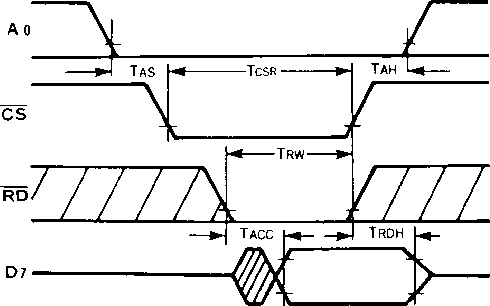 A0
TAS TCSR TAH
CS
TRW
RD
TACC TRDH
D7